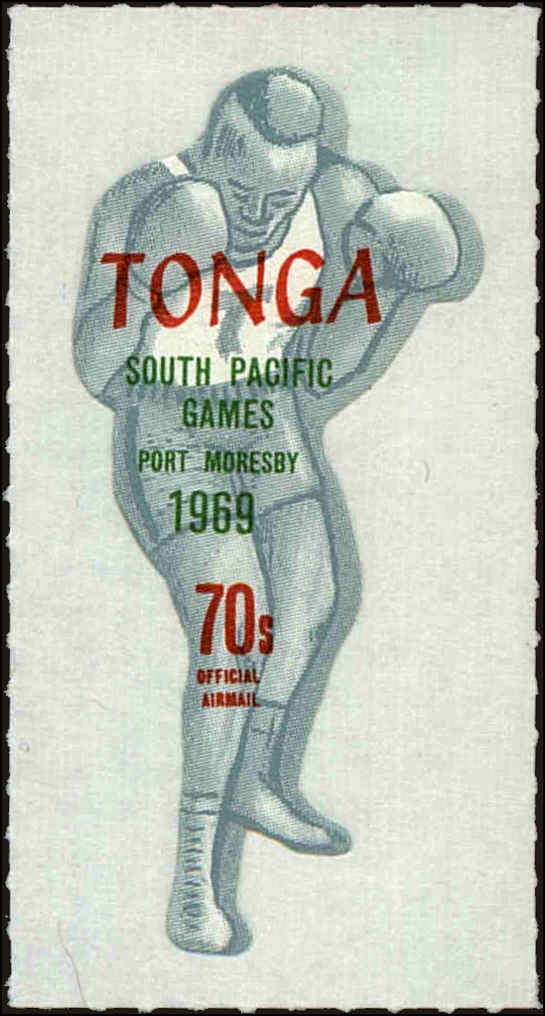 TONGA
SOUTH PACIFIC
GAMES
PORT MORESBY
1969
70s
OFFICIAL
AIRMAIL